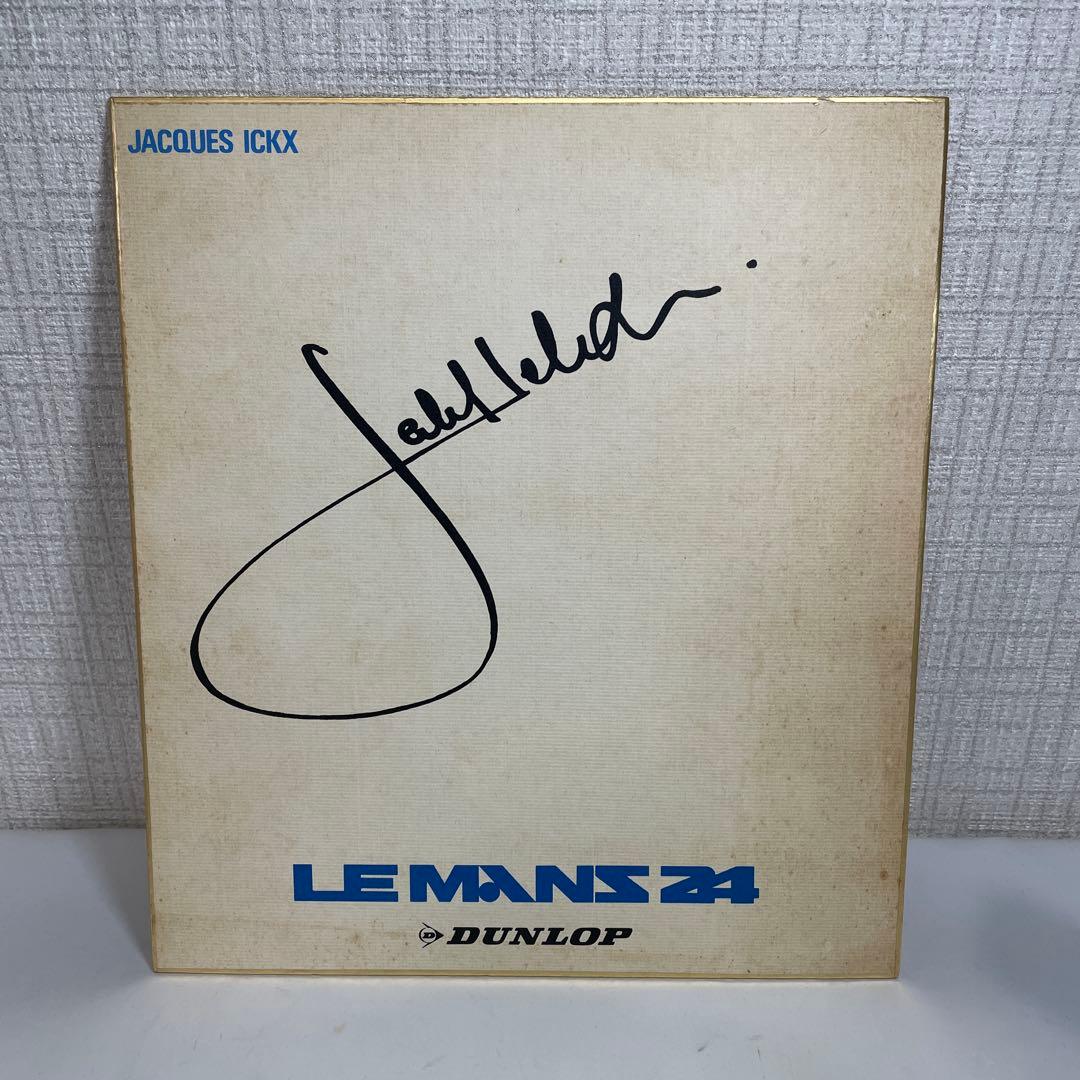 JACQUES ICKX
LE MANS 24
DUNLOP